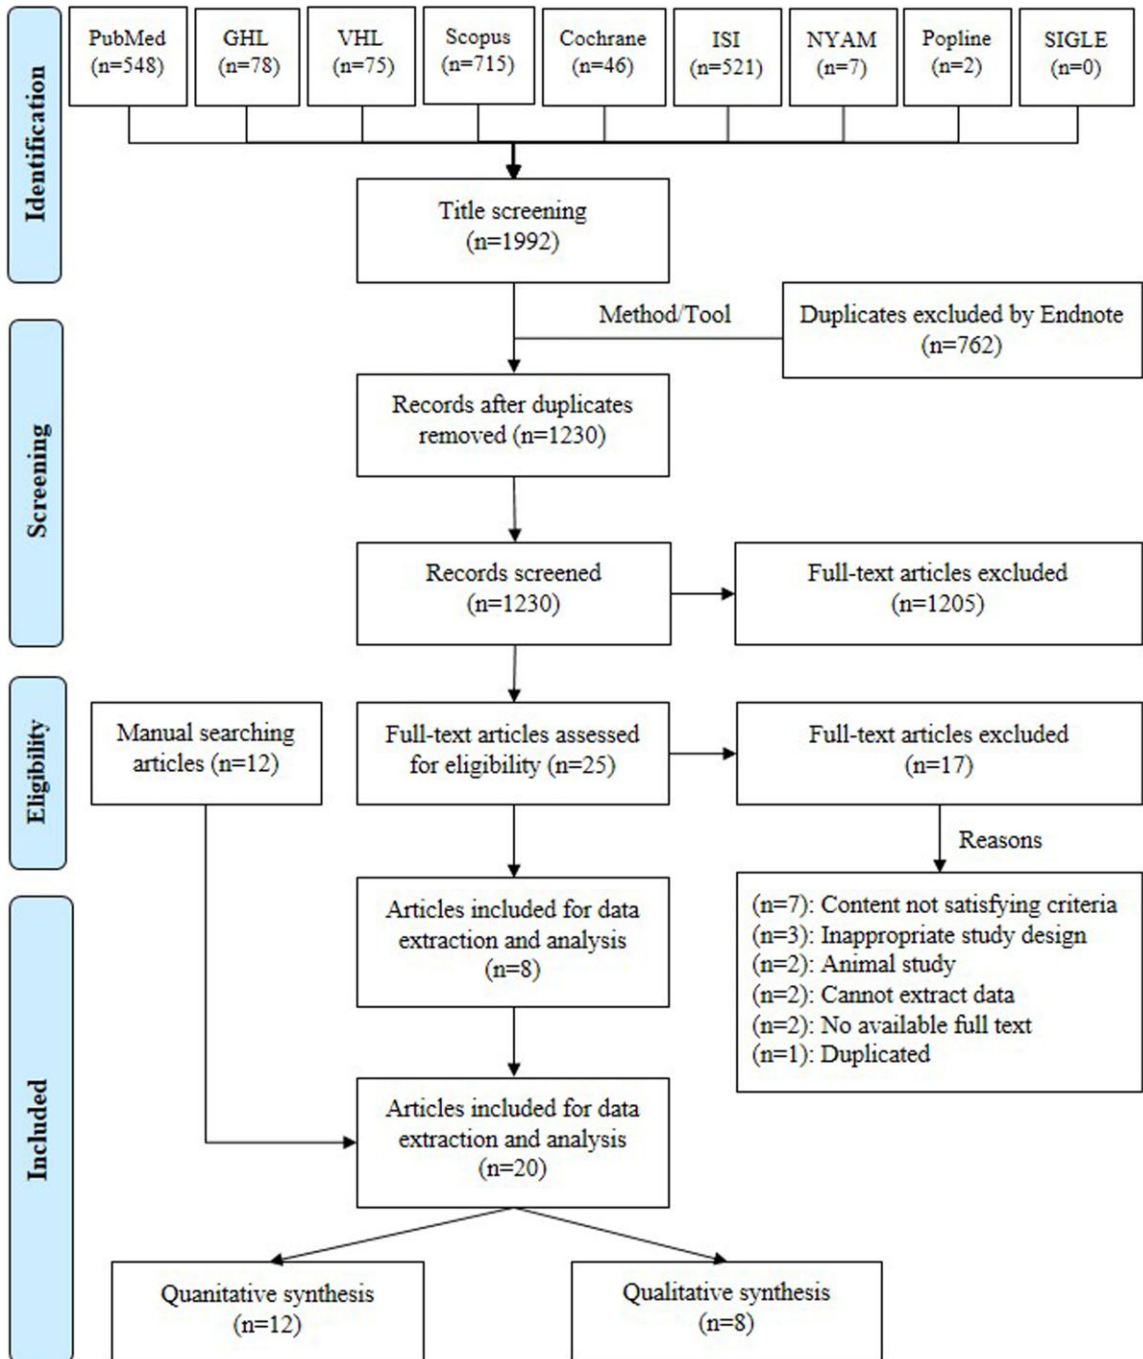 Identification
PubMed
(n=548)
GHL
(n=78)
VHL
(n=75)
Scopus
(n=715)
Cochrane
(n=46)
ISI
(n=521)
NYAM
(n=7)
Popline
(n=2)
SIGLE
(n=0)
Title screening
(n=1992)
Screening
Method/Tool
Duplicates excluded by Endnote
(n=762)
Records after duplicates
removed (n=1230)
Records screened
(n=1230)
Full-text articles excluded
(n=1205)
Eligibility
Manual searching
articles (n=12)
Full-text articles assessed
for eligibility (n=25)
Full-text articles excluded
(n=17)
Reasons
(n=7): Content not satisfying criteria
(n=3): Inappropriate study design
(n=2): Animal study
(n=2): Cannot extract data
(n=2): No available full text
(n=1): Duplicated
Included
Articles included for data
extraction and analysis
(n=8)
Articles included for data
extraction and analysis
(n=20)
Quanitative synthesis
(n=12)
Qualitative synthesis
(n=8)